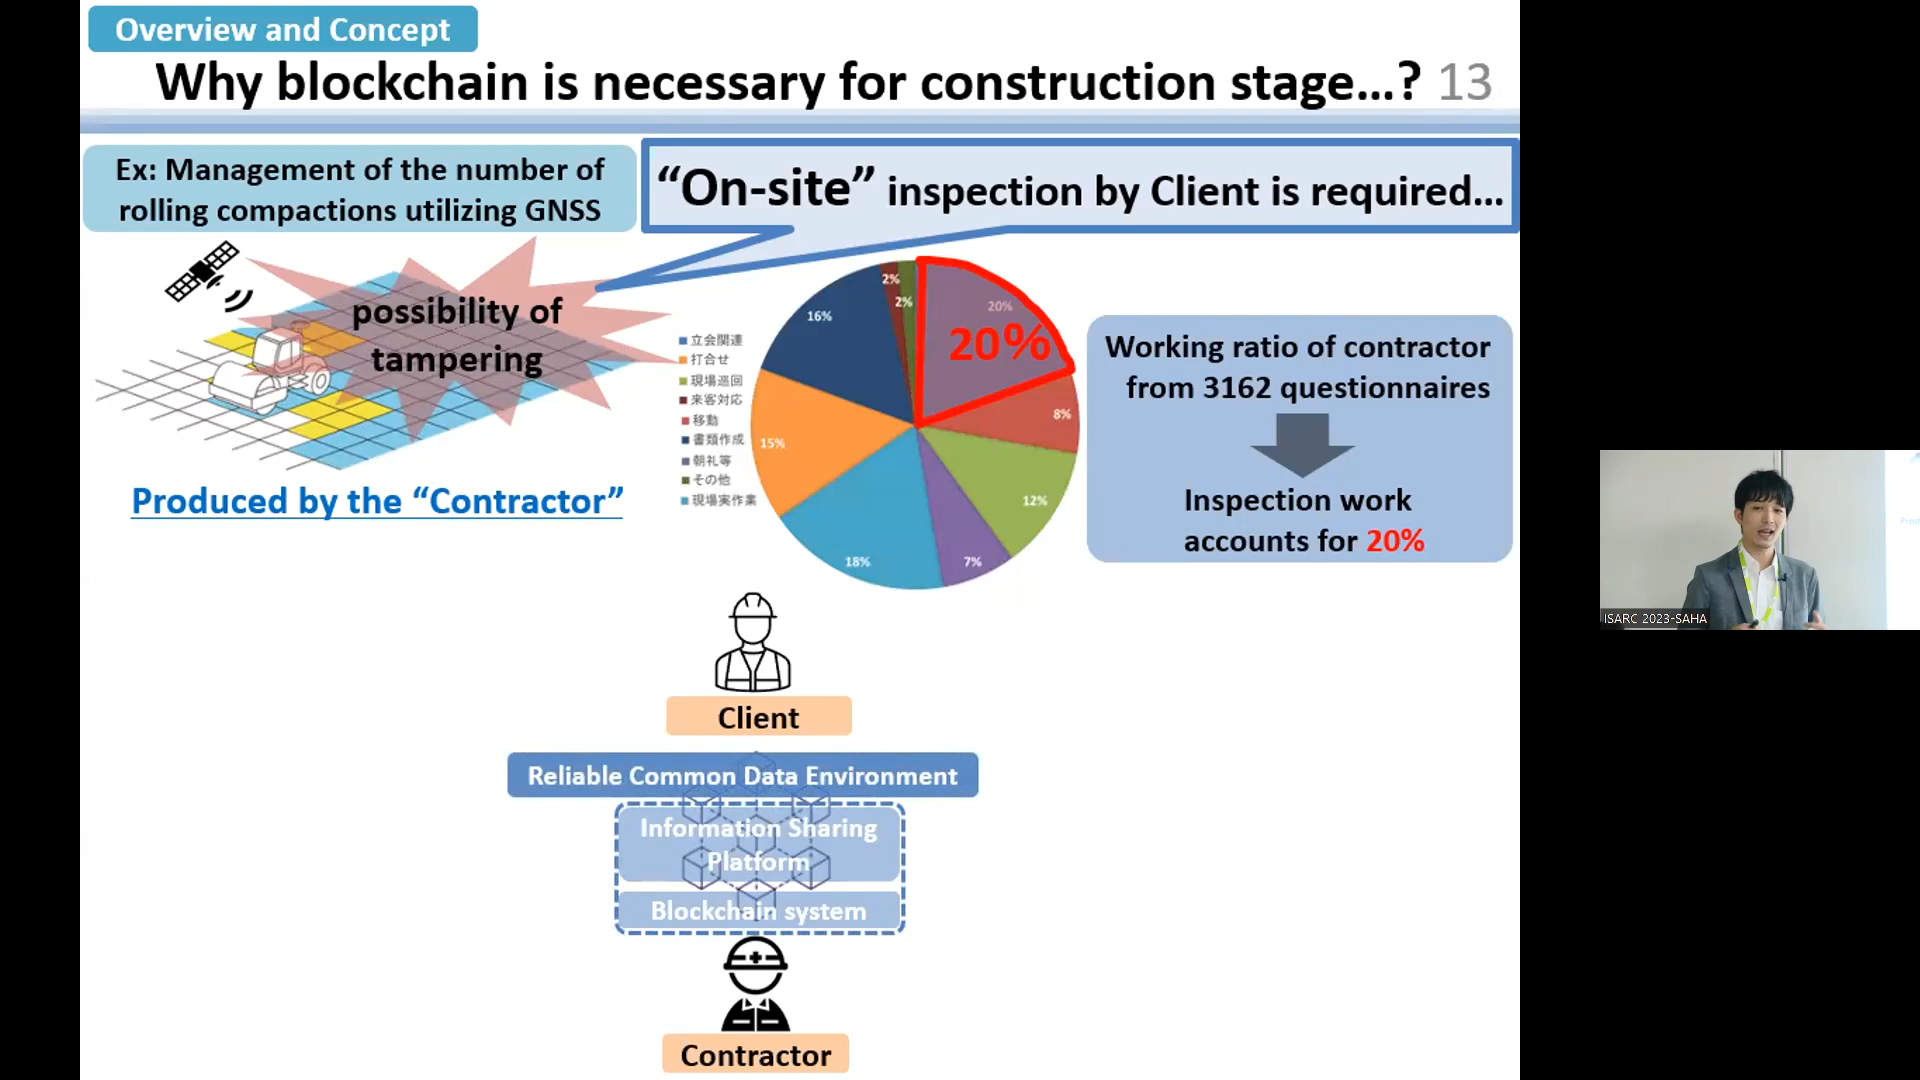 Overview and Concept
Why blockchain is necessary for construction stage...? 13
Ex: Management of the number of
rolling compactions utilizing GNSS
“On-site” inspection by Client is required...
possibility of
tampering
Produced by the “Contractor”
立会関連
打合せ
現場巡回
来客対応
移動
書類作成
朝礼等
その他
現場実作業
2%
2%
16%
20%
20%
8%
15%
12%
18%
7%
Working ratio of contractor
from 3162 questionnaires
Inspection work
accounts for 20%
Client
Reliable Common Data Environment
Information Sharing
Platform
Blockchain system
Contractor
ISARC 2023-SAHA